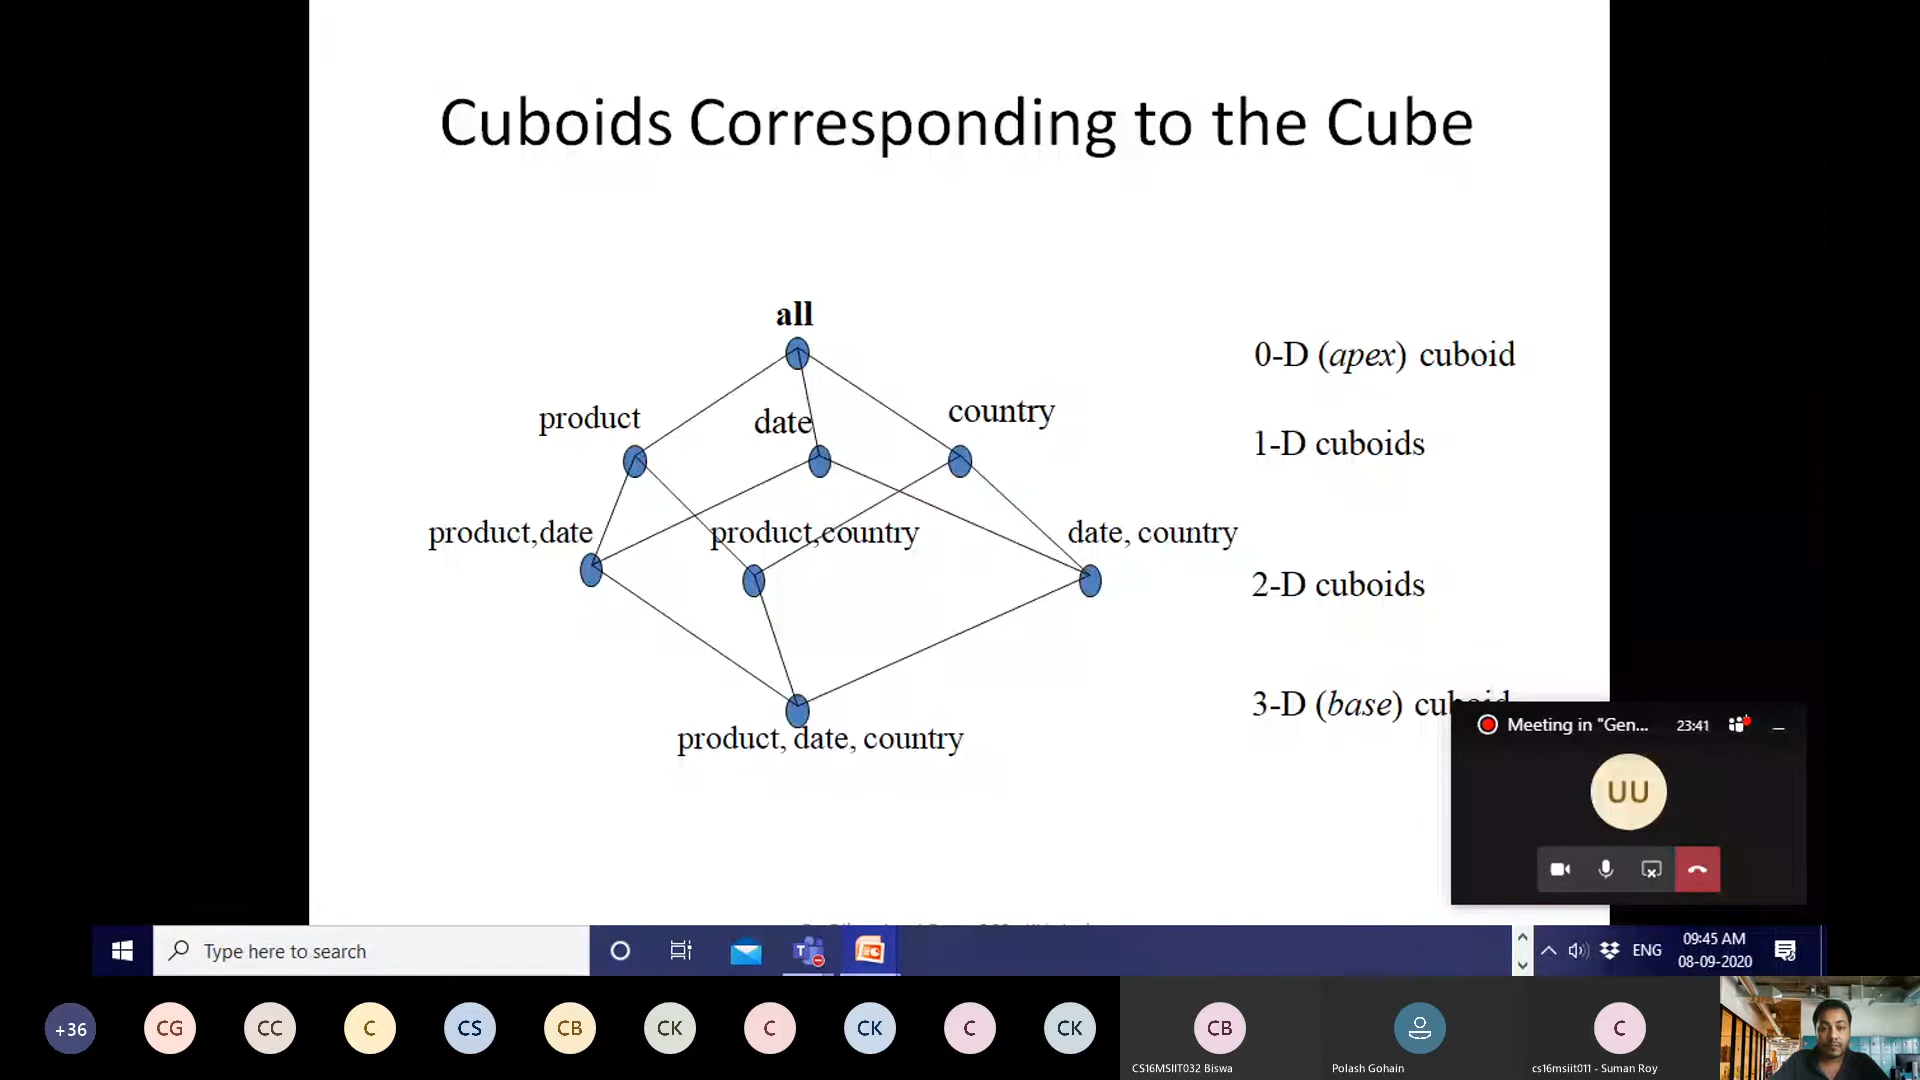 Cuboids Corresponding to the Cube
all
0-D (apex) cuboid
product
date
country
1-D cuboids
product,date
product,country
date, country
2-D cuboids
3-D (base) cuboid
product, date, country
Meeting in "Gen...
23:41
UU
Type here to search
ENG
09:45 AM
08-09-2020
+36
CG
CC
C
CS
CB
CK
C
CK
C
CK
CB
C
CS16MSIIT032 Biswa
Polash Gohain
cs16msiit011 - Suman Roy